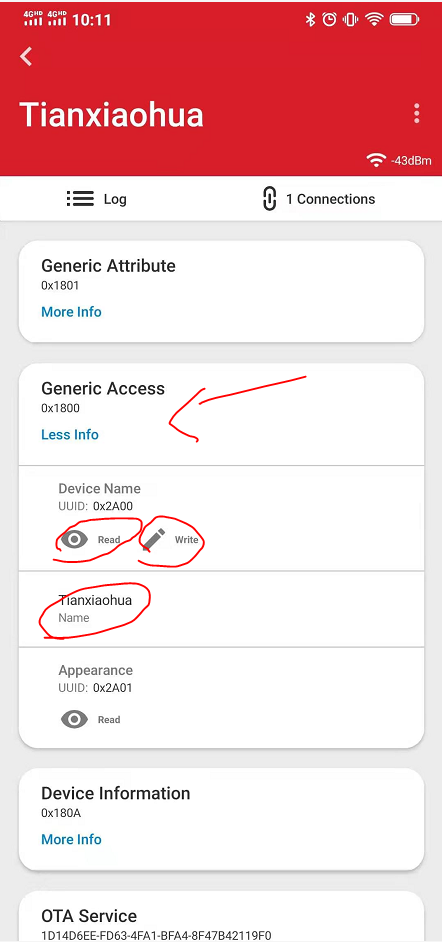 4GHD 4GHD 10:11
Tianxiaohua
-43dBm
Log 1 Connections
Generic Attribute
0x1801
More Info
Generic Access
0x1800
Less Info
Device Name
UUID: 0x2A00
Read Write
Tianxiaohua
Name
Appearance
UUID: 0x2A01
Read
Device Information
0x180A
More Info
OTA Service
1D14D6EE-FD63-4FA1-BFA4-8F47B42119F0